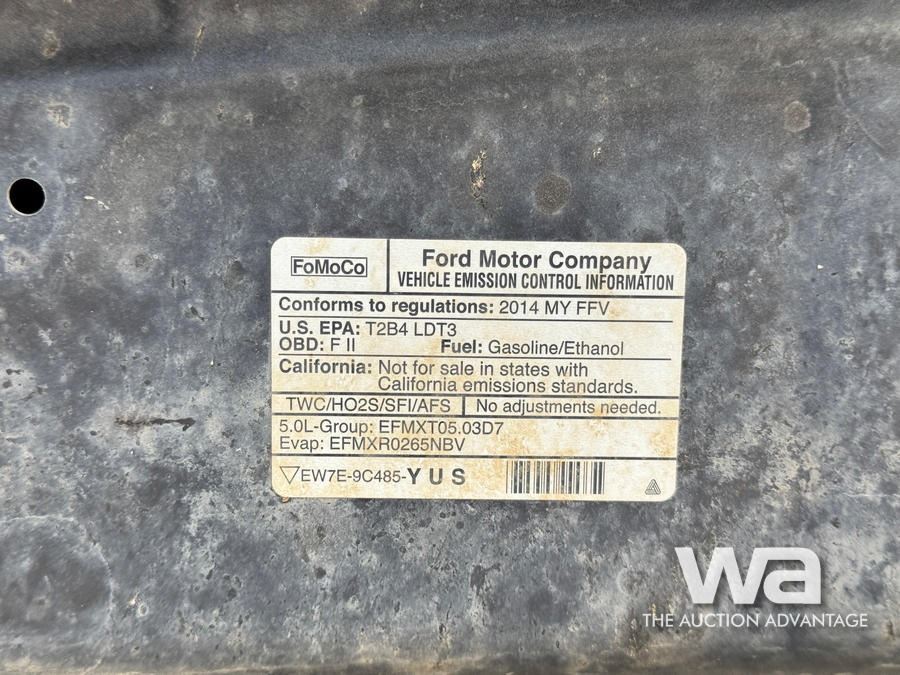 FoMoCo
Ford Motor Company
VEHICLE EMISSION CONTROL INFORMATION
Conforms to regulations: 2014 MY FFV
U.S. EPA: T2B4 LDT3
OBD: F II Fuel: Gasoline/Ethanol
California: Not for sale in states with
California emissions standards.
TWC/HO2S/SFI/AFS No adjustments needed.
5.0L-Group: EFMXT05.03D7
Evap: EFMXR0265NBV
EW7E-9C485-YUS
wa
THE AUCTION ADVANTAGE